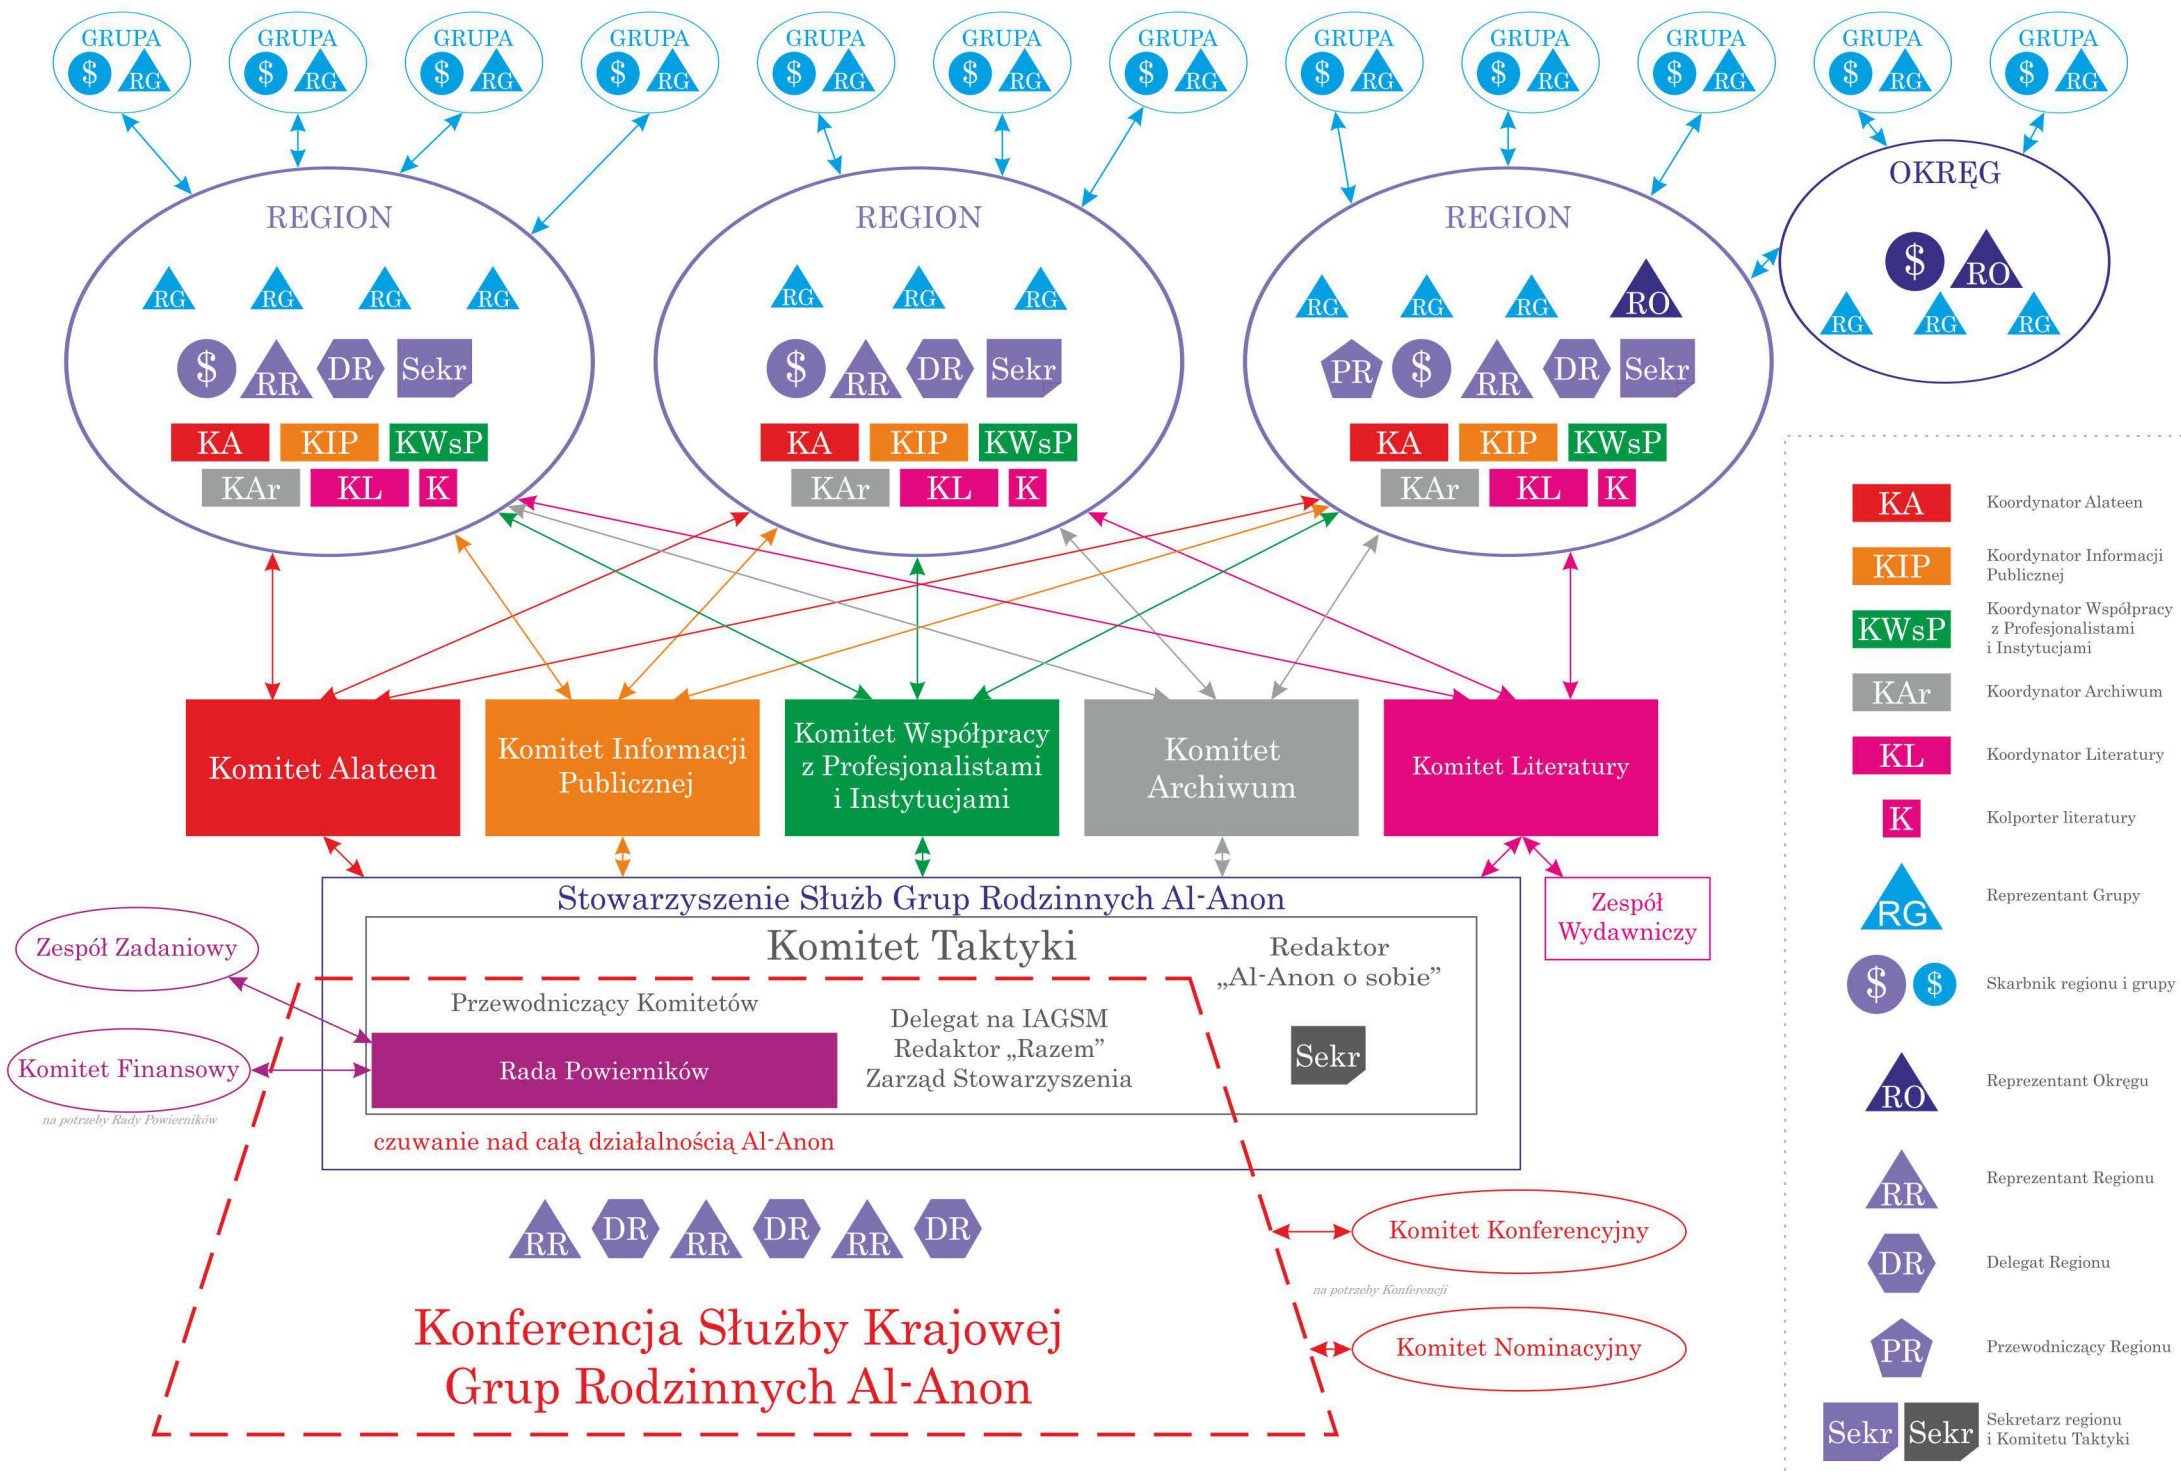 GRUPA GRUPA GRUPA GRUPA GRUPA GRUPA GRUPA GRUPA GRUPA GRUPA GRUPA GRUPA
$ RG $ RG $ RG $ RG $ RG $ RG $ RG $ RG $ RG $ RG $ RG $ RG
REGION
RG RG RG RG
$ RR DR Sekr
KA KIP KWsP
KAr KL K
REGION
RG RG RG
$ RR DR Sekr
KA KIP KWsP
KAr KL K
REGION
RG RG RG RO
PR $ RR DR Sekr
KA KIP KWsP
KAr KL K
OKRĘG
$ RO
RG RG RG
Komitet Alateen
Komitet Informacji
Publicznej
Komitet Współpracy
z Profesjonalistami
i Instytucjami
Komitet
Archiwum
Komitet Literatury
Stowarzyszenie Służb Grup Rodzinnych Al-Anon
Zespół
Wydawniczy
Komitet Taktyki
Redaktor
„Al-Anon o sobie”
Sekr
Przewodniczący Komitetów
Rada Powierników
Delegat na IAGSM
Redaktor „Razem”
Zarząd Stowarzyszenia
czuwanie nad całą działalnością Al-Anon
Zespół Zadaniowy
Komitet Finansowy
na potrzeby Rady Powierników
RR DR RR DR RR DR
Konferencja Służby Krajowej
Grup Rodzinnych Al-Anon
Komitet Konferencyjny
na potrzeby Konferencji
Komitet Nominacyjny
KA Koordynator Alateen
KIP Koordynator Informacji
Publicznej
KWsP Koordynator Współpracy
z Profesjonalistami
i Instytucjami
KAr Koordynator Archiwum
KL Koordynator Literatury
K Kolporter literatury
RG Reprezentant Grupy
$ $ Skarbnik regionu i grupy
RO Reprezentant Okręgu
RR Reprezentant Regionu
DR Delegat Regionu
PR Przewodniczący Regionu
Sekr Sekr Sekretarz regionu
i Komitetu Taktyki